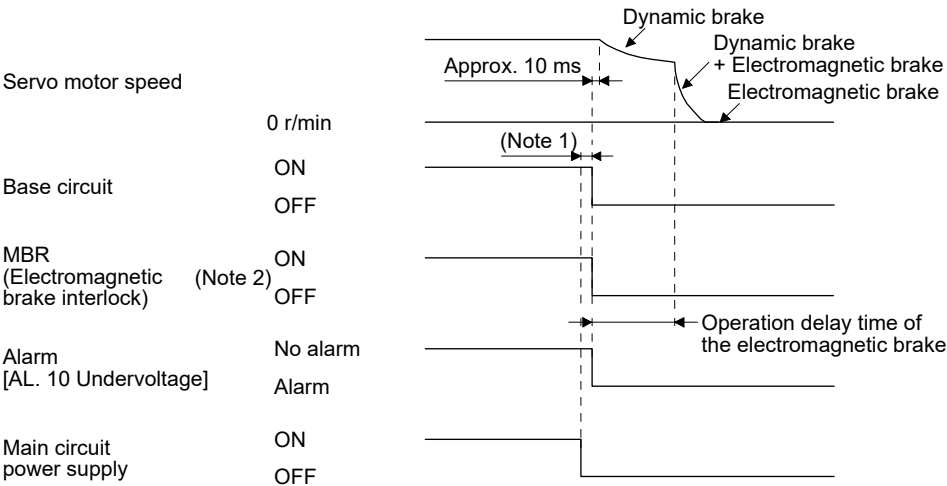 Dynamic brake
Dynamic brake
+ Electromagnetic brake
Approx. 10 ms
Servo motor speed
Electromagnetic brake
0 r/min
(Note 1)
ON
Base circuit
OFF
MBR
(Electromagnetic
brake interlock)
(Note 2)
ON
OFF
Operation delay time of
the electromagnetic brake
Alarm
[AL. 10 Undervoltage]
No alarm
Alarm
Main circuit
power supply
ON
OFF